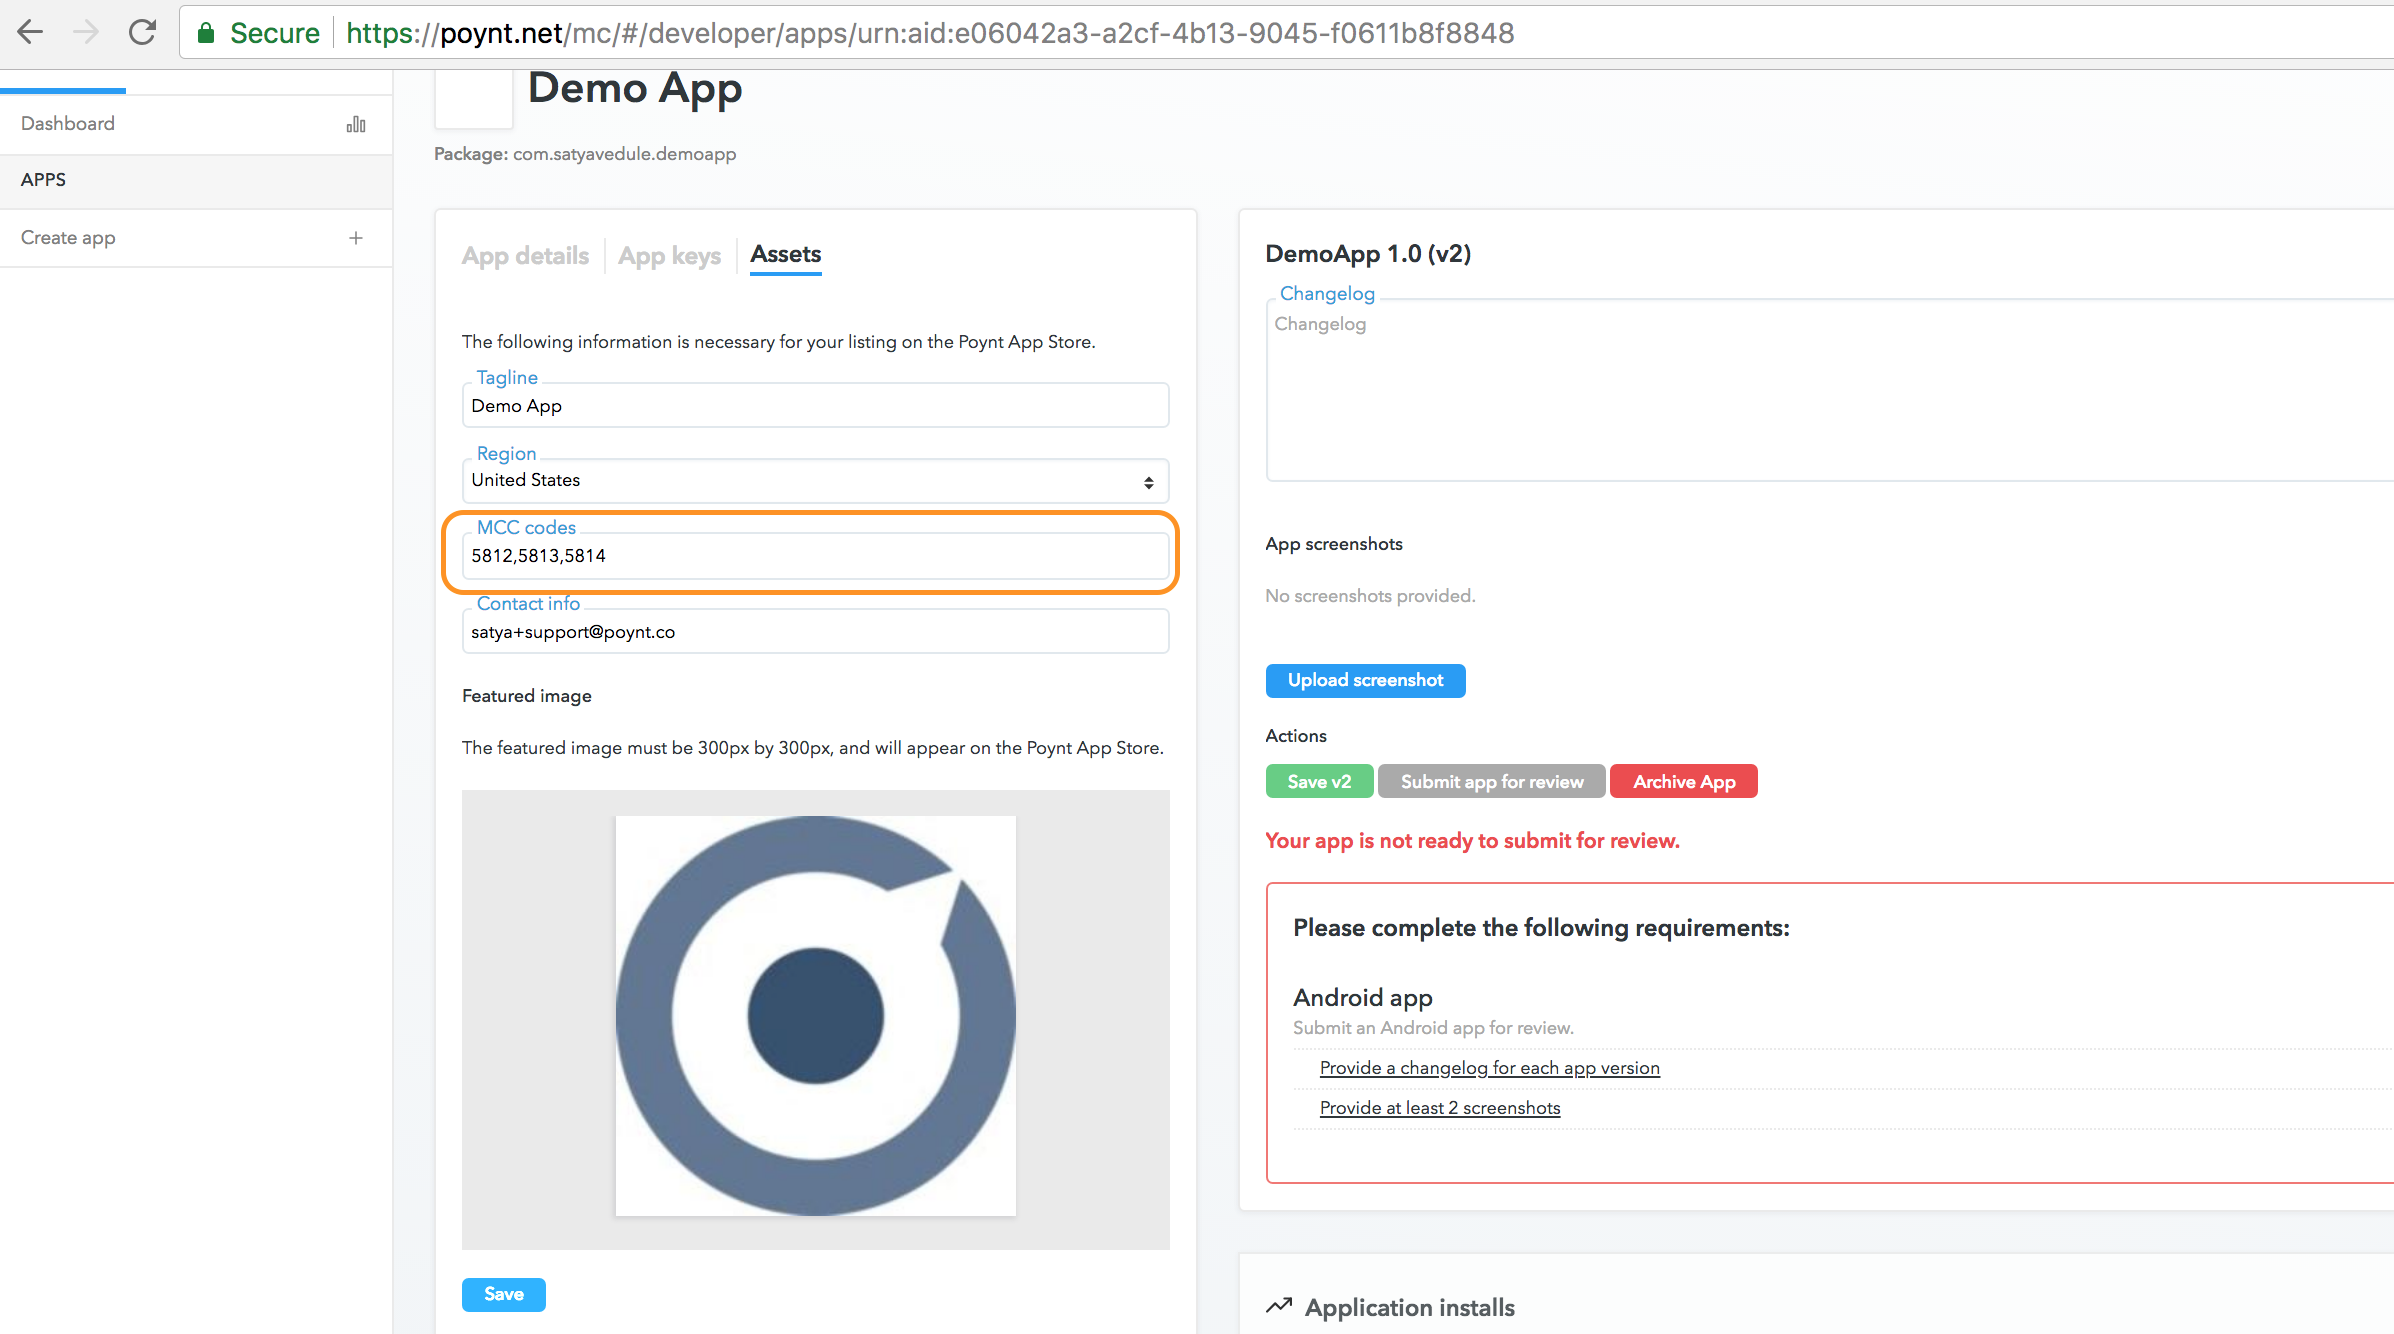 Secure https://poynt.net/mc/#/developer/apps/urn:aid:e06042a3-a2cf-4b13-9045-f0611b8f8848
Demo App
Package: com.satyavedule.demoapp
Dashboard
APPS
Create app
App details App keys Assets
The following information is necessary for your listing on the Poynt App Store.
Tagline
Demo App
Region
United States
MCC codes
5812,5813,5814
Contact info
satya+support@poynt.co
Featured image
The featured image must be 300px by 300px, and will appear on the Poynt App Store.
Save
DemoApp 1.0 (v2)
Changelog
Changelog
App screenshots
No screenshots provided.
Upload screenshot
Actions
Save v2 Submit app for review Archive App
Your app is not ready to submit for review.
Please complete the following requirements:
Android app
Submit an Android app for review.
Provide a changelog for each app version
Provide at least 2 screenshots
Application installs